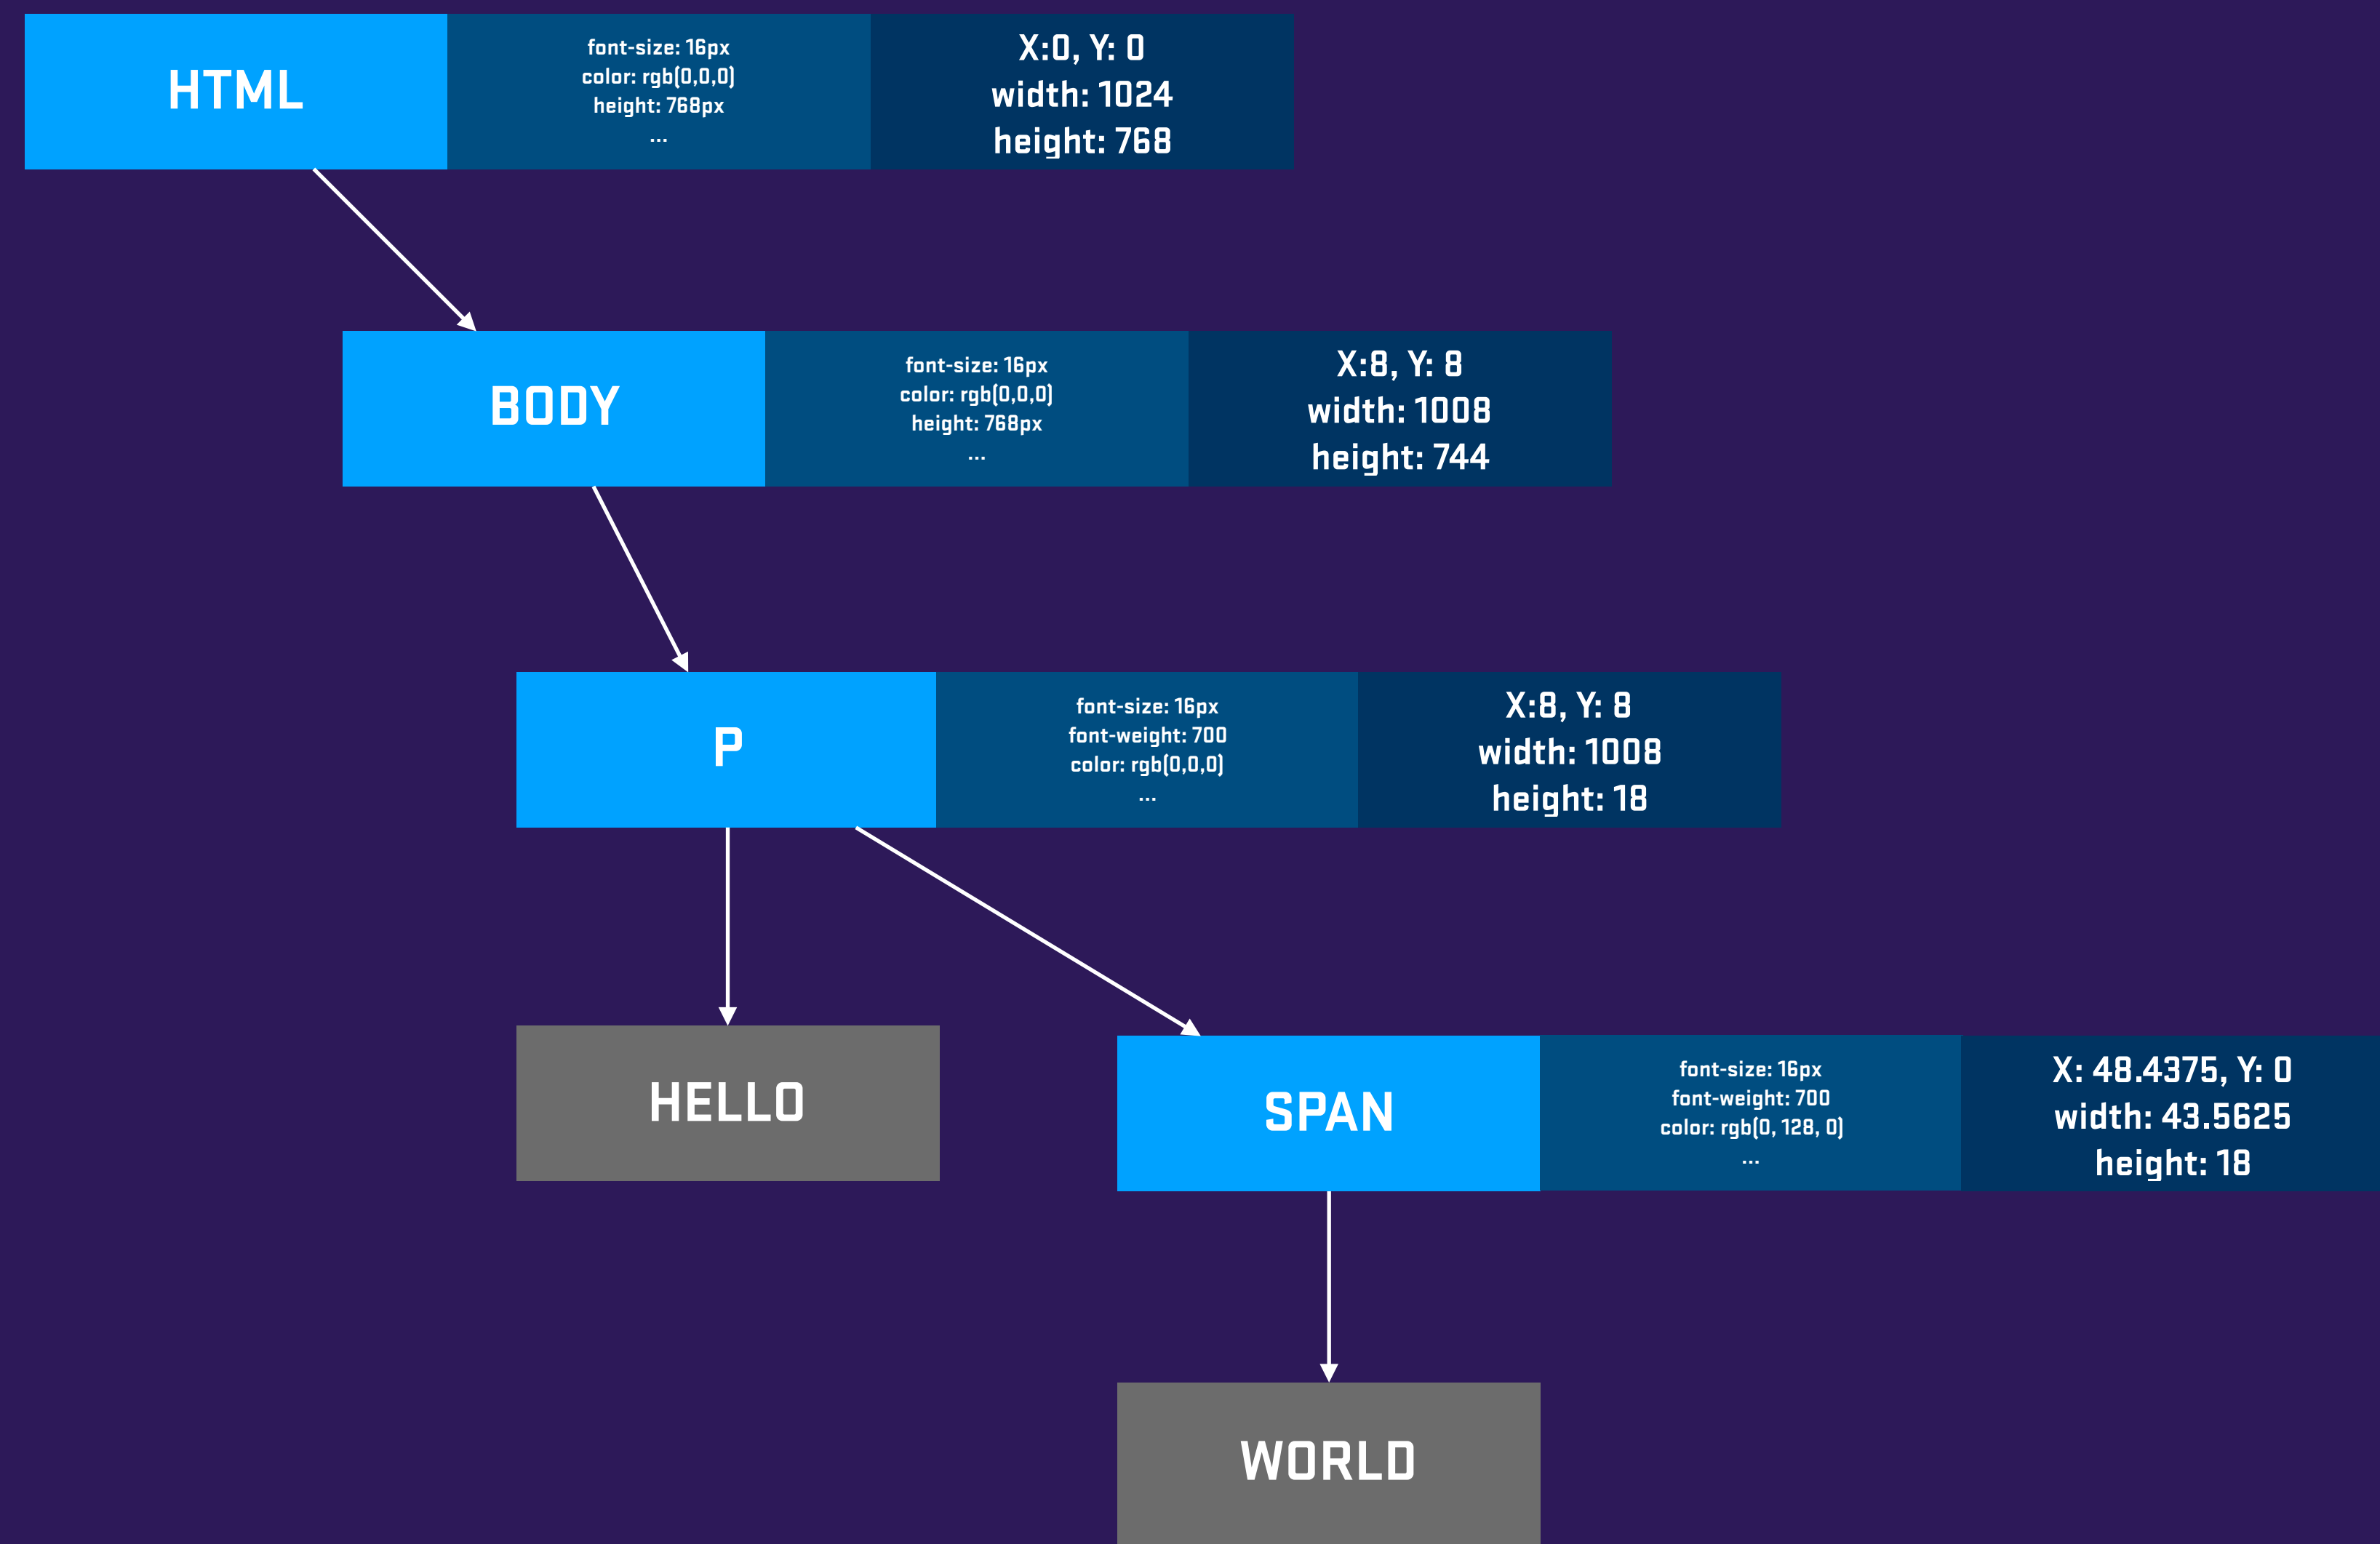 HTML
font-size: 16px
color: rgb(0,0,0)
height: 768px
...
X:0, Y: 0
width: 1024
height: 768
BODY
font-size: 16px
color: rgb(0,0,0)
height: 768px
...
X:8, Y: 8
width: 1008
height: 744
P
font-size: 16px
font-weight: 700
color: rgb(0,0,0)
...
X:8, Y: 8
width: 1008
height: 18
HELLO
SPAN
font-size: 16px
font-weight: 700
color: rgb(0, 128, 0)
...
X: 48.4375, Y: 0
width: 43.5625
height: 18
WORLD